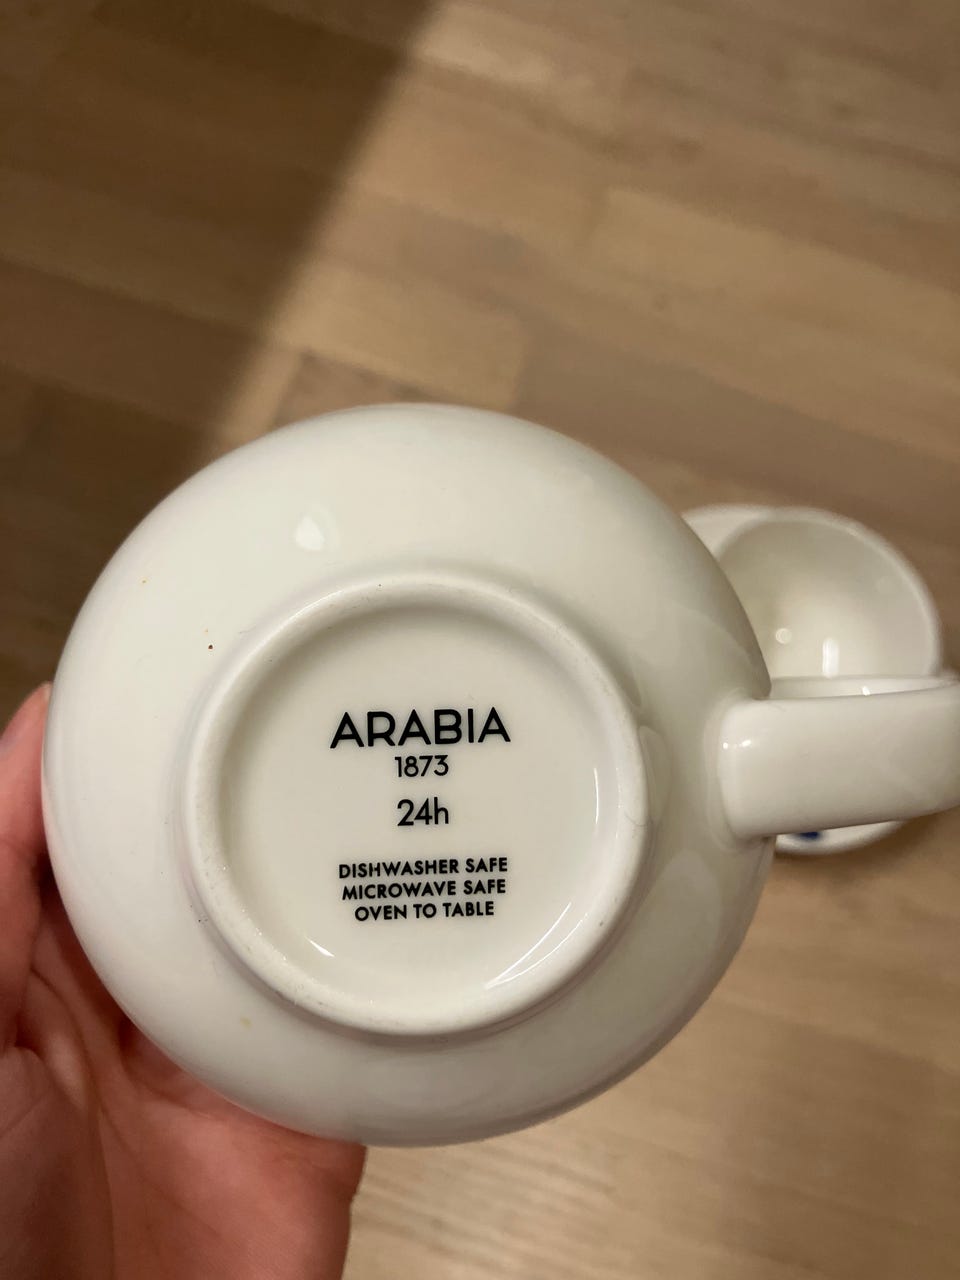 ARABIA
1873
24h
DISHWASHER SAFE
MICROWAVE SAFE
OVEN TO TABLE